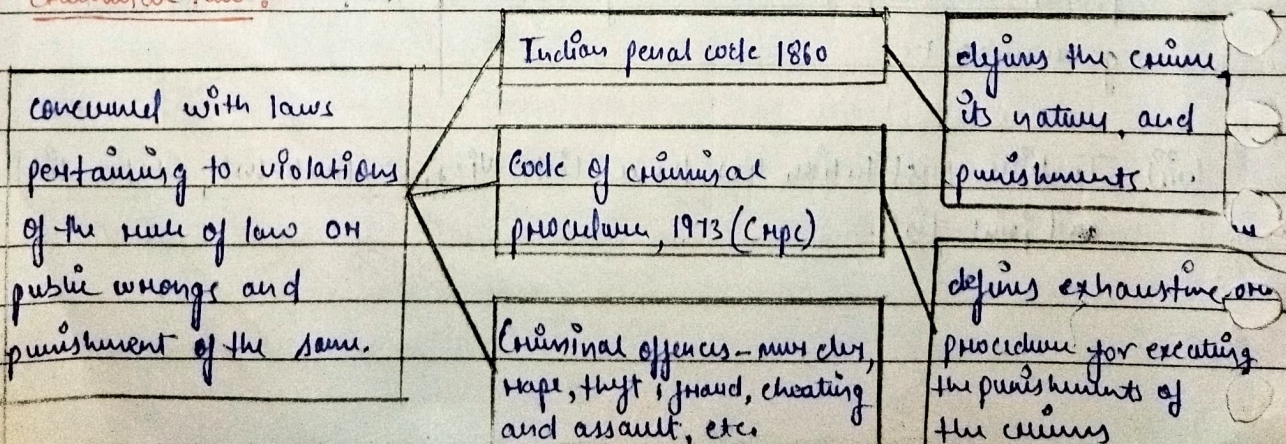 concerned with laws
pertaining to violations
of the rule of law or
public wrongs and
punishment of the same.
Indian penal code 1860
Code of criminal
procedure, 1973 (Crpc)
Criminal offences - murder,
rape, theft, fraud, cheating
and assault, etc.
defines the crime,
its nature, and
punishments.
defines exhaustive
procedure for executing
the punishments of
the crimes